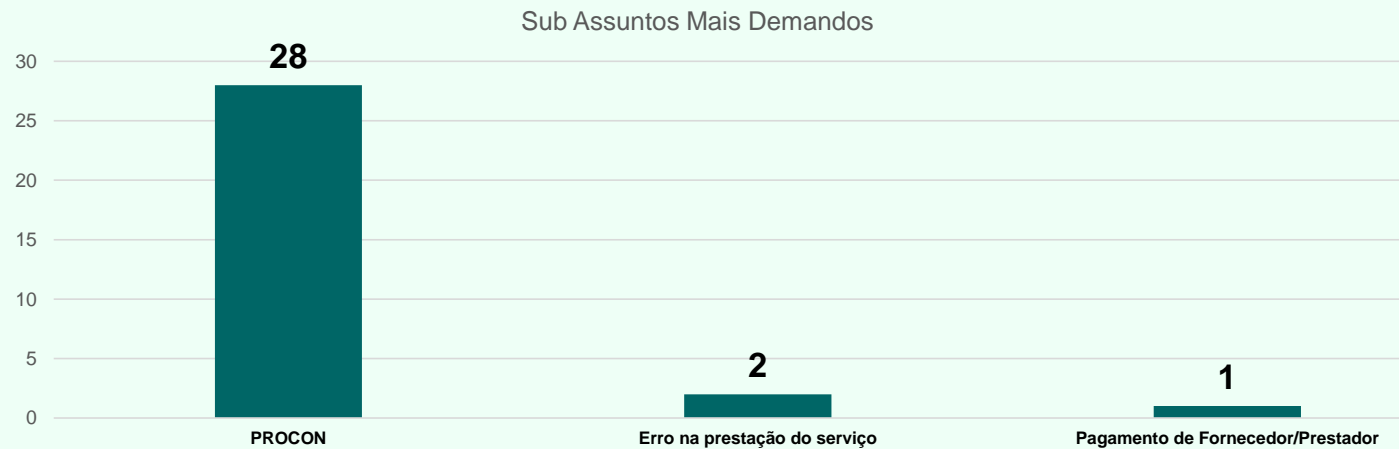 Sub Assuntos Mais Demandos
30
25
20
15
10
5
0
28
2
1
PROCON
Erro na prestação do serviço
Pagamento de Fornecedor/Prestador